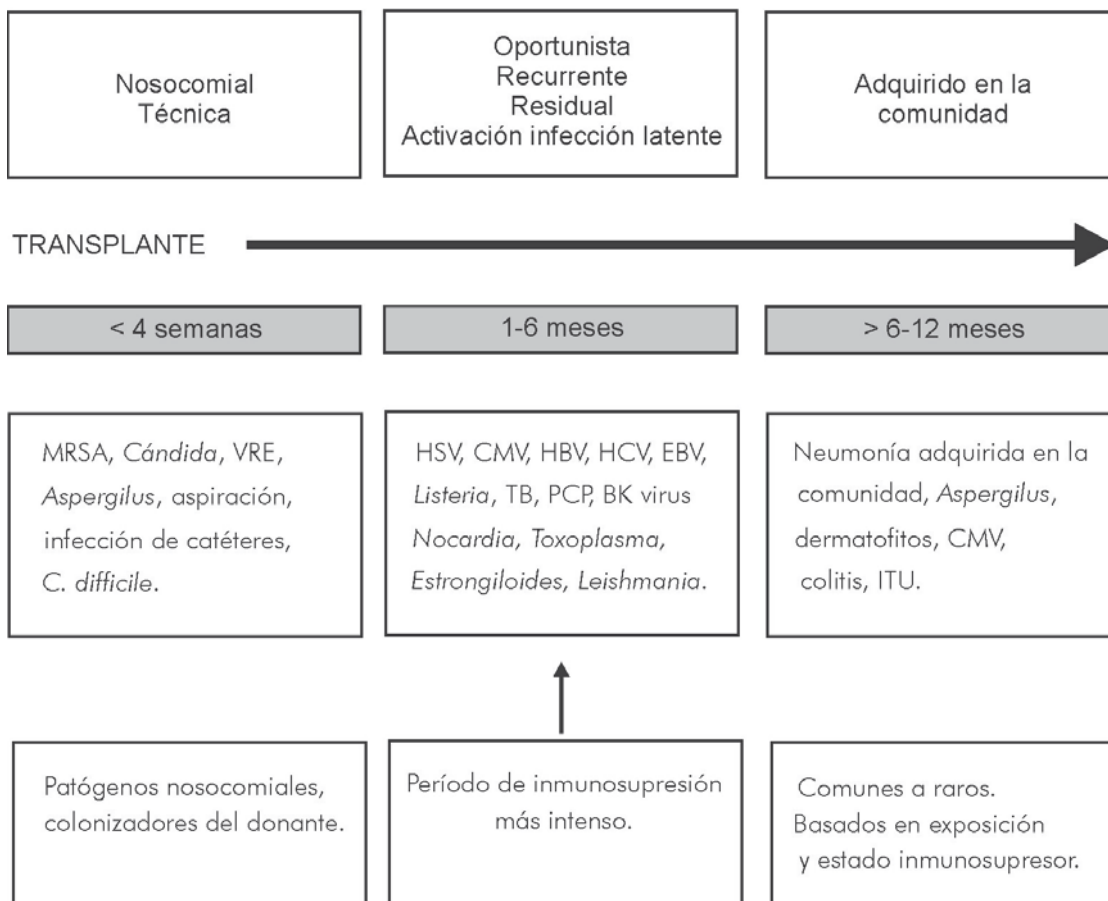 Nosocomial
Técnica
Oportunista
Recurrente
Residual
Activación infección latente
Adquirido en la
comunidad
TRANSPLANTE
< 4 semanas
1-6 meses
> 6-12 meses
MRSA, Cándida, VRE,
Aspergilus, aspiración,
infección de catéteres,
C. difficile.
HSV, CMV, HBV, HCV, EBV,
Listeria, TB, PCP, BK virus
Nocardia, Toxoplasma,
Estrongiloides, Leishmania.
Neumonía adquirida en la
comunidad, Aspergilus,
dermatofitos, CMV,
colitis, ITU.
Patógenos nosocomiales,
colonizadores del donante.
Período de inmunosupresión
más intenso.
Comunes a raros.
Basados en exposición
y estado inmunosupresor.